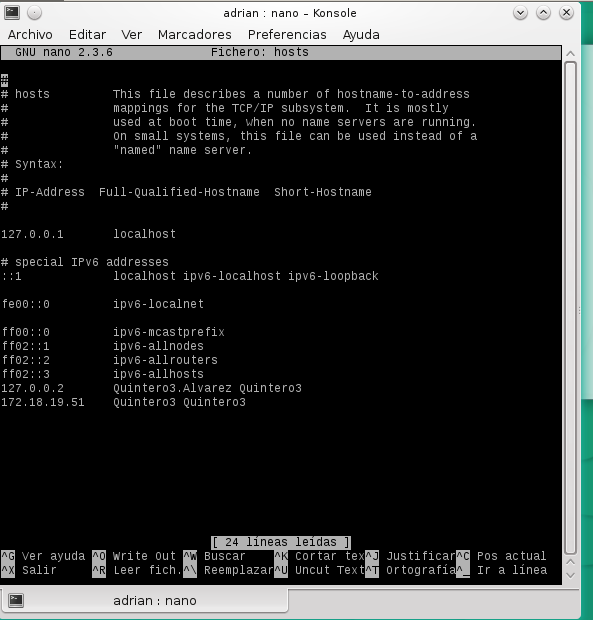 adrian : nano – Konsole
Archivo Editar Ver Marcadores Preferencias Ayuda
GNU nano 2.3.6 Fichero: hosts
#
# hosts This file describes a number of hostname-to-address
# mappings for the TCP/IP subsystem. It is mostly
# used at boot time, when no name servers are running.
# On small systems, this file can be used instead of a
# "named" name server.
# Syntax:
#
# IP-Address Full-Qualified-Hostname Short-Hostname
#
127.0.0.1 localhost
# special IPv6 addresses
::1 localhost ipv6-localhost ipv6-loopback
fe00::0 ipv6-localnet
ff00::0 ipv6-mcastprefix
ff02::1 ipv6-allnodes
ff02::2 ipv6-allrouters
ff02::3 ipv6-allhosts
127.0.0.2 Quintero3.Alvarez Quintero3
172.18.19.51 Quintero3 Quintero3
[ 24 líneas leídas ]
^G Ver ayuda ^O Write Out ^W Buscar ^K Cortar tex ^J Justificar ^C Pos actual
^X Salir ^R Leer fich. ^\ Reemplazar ^U Uncut Text ^T Ortografía ^_ Ir a línea
adrian : nano